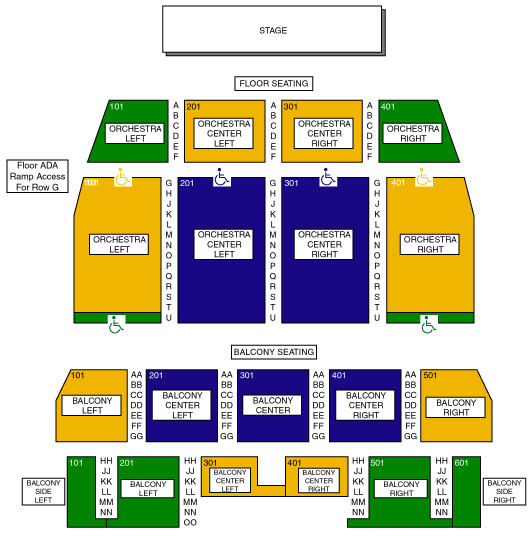 STAGE
FLOOR SEATING
101
201
301
401
A A A
B B B
C C C
D D D
E E E
F F F
ORCHESTRA
LEFT
ORCHESTRA
CENTER
LEFT
ORCHESTRA
CENTER
RIGHT
ORCHESTRA
RIGHT
Floor ADA
Ramp Access
For Row G
201
301
401
G G G
H H H
J J J
K K K
L L L
M M M
N N N
O O O
P P P
Q Q Q
R R R
S S S
T T T
U U U
ORCHESTRA
LEFT
ORCHESTRA
CENTER
LEFT
ORCHESTRA
CENTER
RIGHT
ORCHESTRA
RIGHT
BALCONY SEATING
101
201
301
401
501
AA AA AA AA
BB BB BB BB
CC CC CC CC
DD DD DD DD
EE EE EE EE
FF FF FF FF
GG GG GG GG
BALCONY
LEFT
BALCONY
CENTER
LEFT
BALCONY
CENTER
BALCONY
CENTER
RIGHT
BALCONY
RIGHT
101
201
301
401
501
601
HH HH HH HH
JJ JJ JJ JJ
KK KK KK KK
LL LL LL LL
MM MM MM MM
NN NN NN NN
OO
BALCONY
SIDE
LEFT
BALCONY
LEFT
BALCONY
CENTER
LEFT
BALCONY
CENTER
RIGHT
BALCONY
RIGHT
BALCONY
SIDE
RIGHT